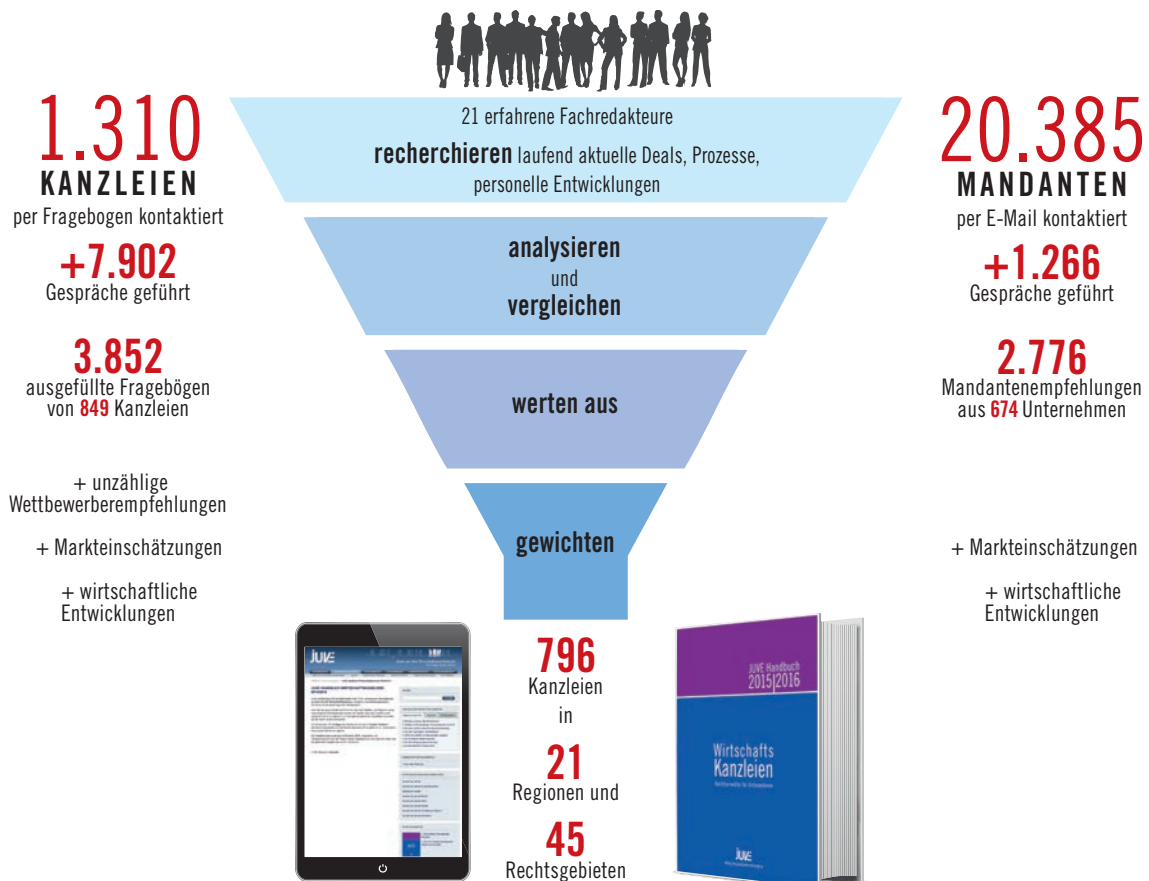 1.310
KANZLEIEN
per Fragebogen kontaktiert
+7.902
Gespräche geführt
3.852
ausgefüllte Fragebögen
von 849 Kanzleien
+ unzählige
Wettbewerberempfehlungen
+ Markteinschätzungen
+ wirtschaftliche
Entwicklungen
21 erfahrene Fachredakteure
recherchieren laufend aktuelle Deals, Prozesse,
personelle Entwicklungen
analysieren
und
vergleichen
werten aus
gewichten
20.385
MANDANTEN
per E-Mail kontaktiert
+1.266
Gespräche geführt
2.776
Mandantenempfehlungen
aus 674 Unternehmen
+ Markteinschätzungen
+ wirtschaftliche
Entwicklungen
JUVE
796
Kanzleien
in
21
Regionen und
45
Rechtsgebieten
JUVE Handbuch
2015|2016
Wirtschafts
Kanzleien
JUVE